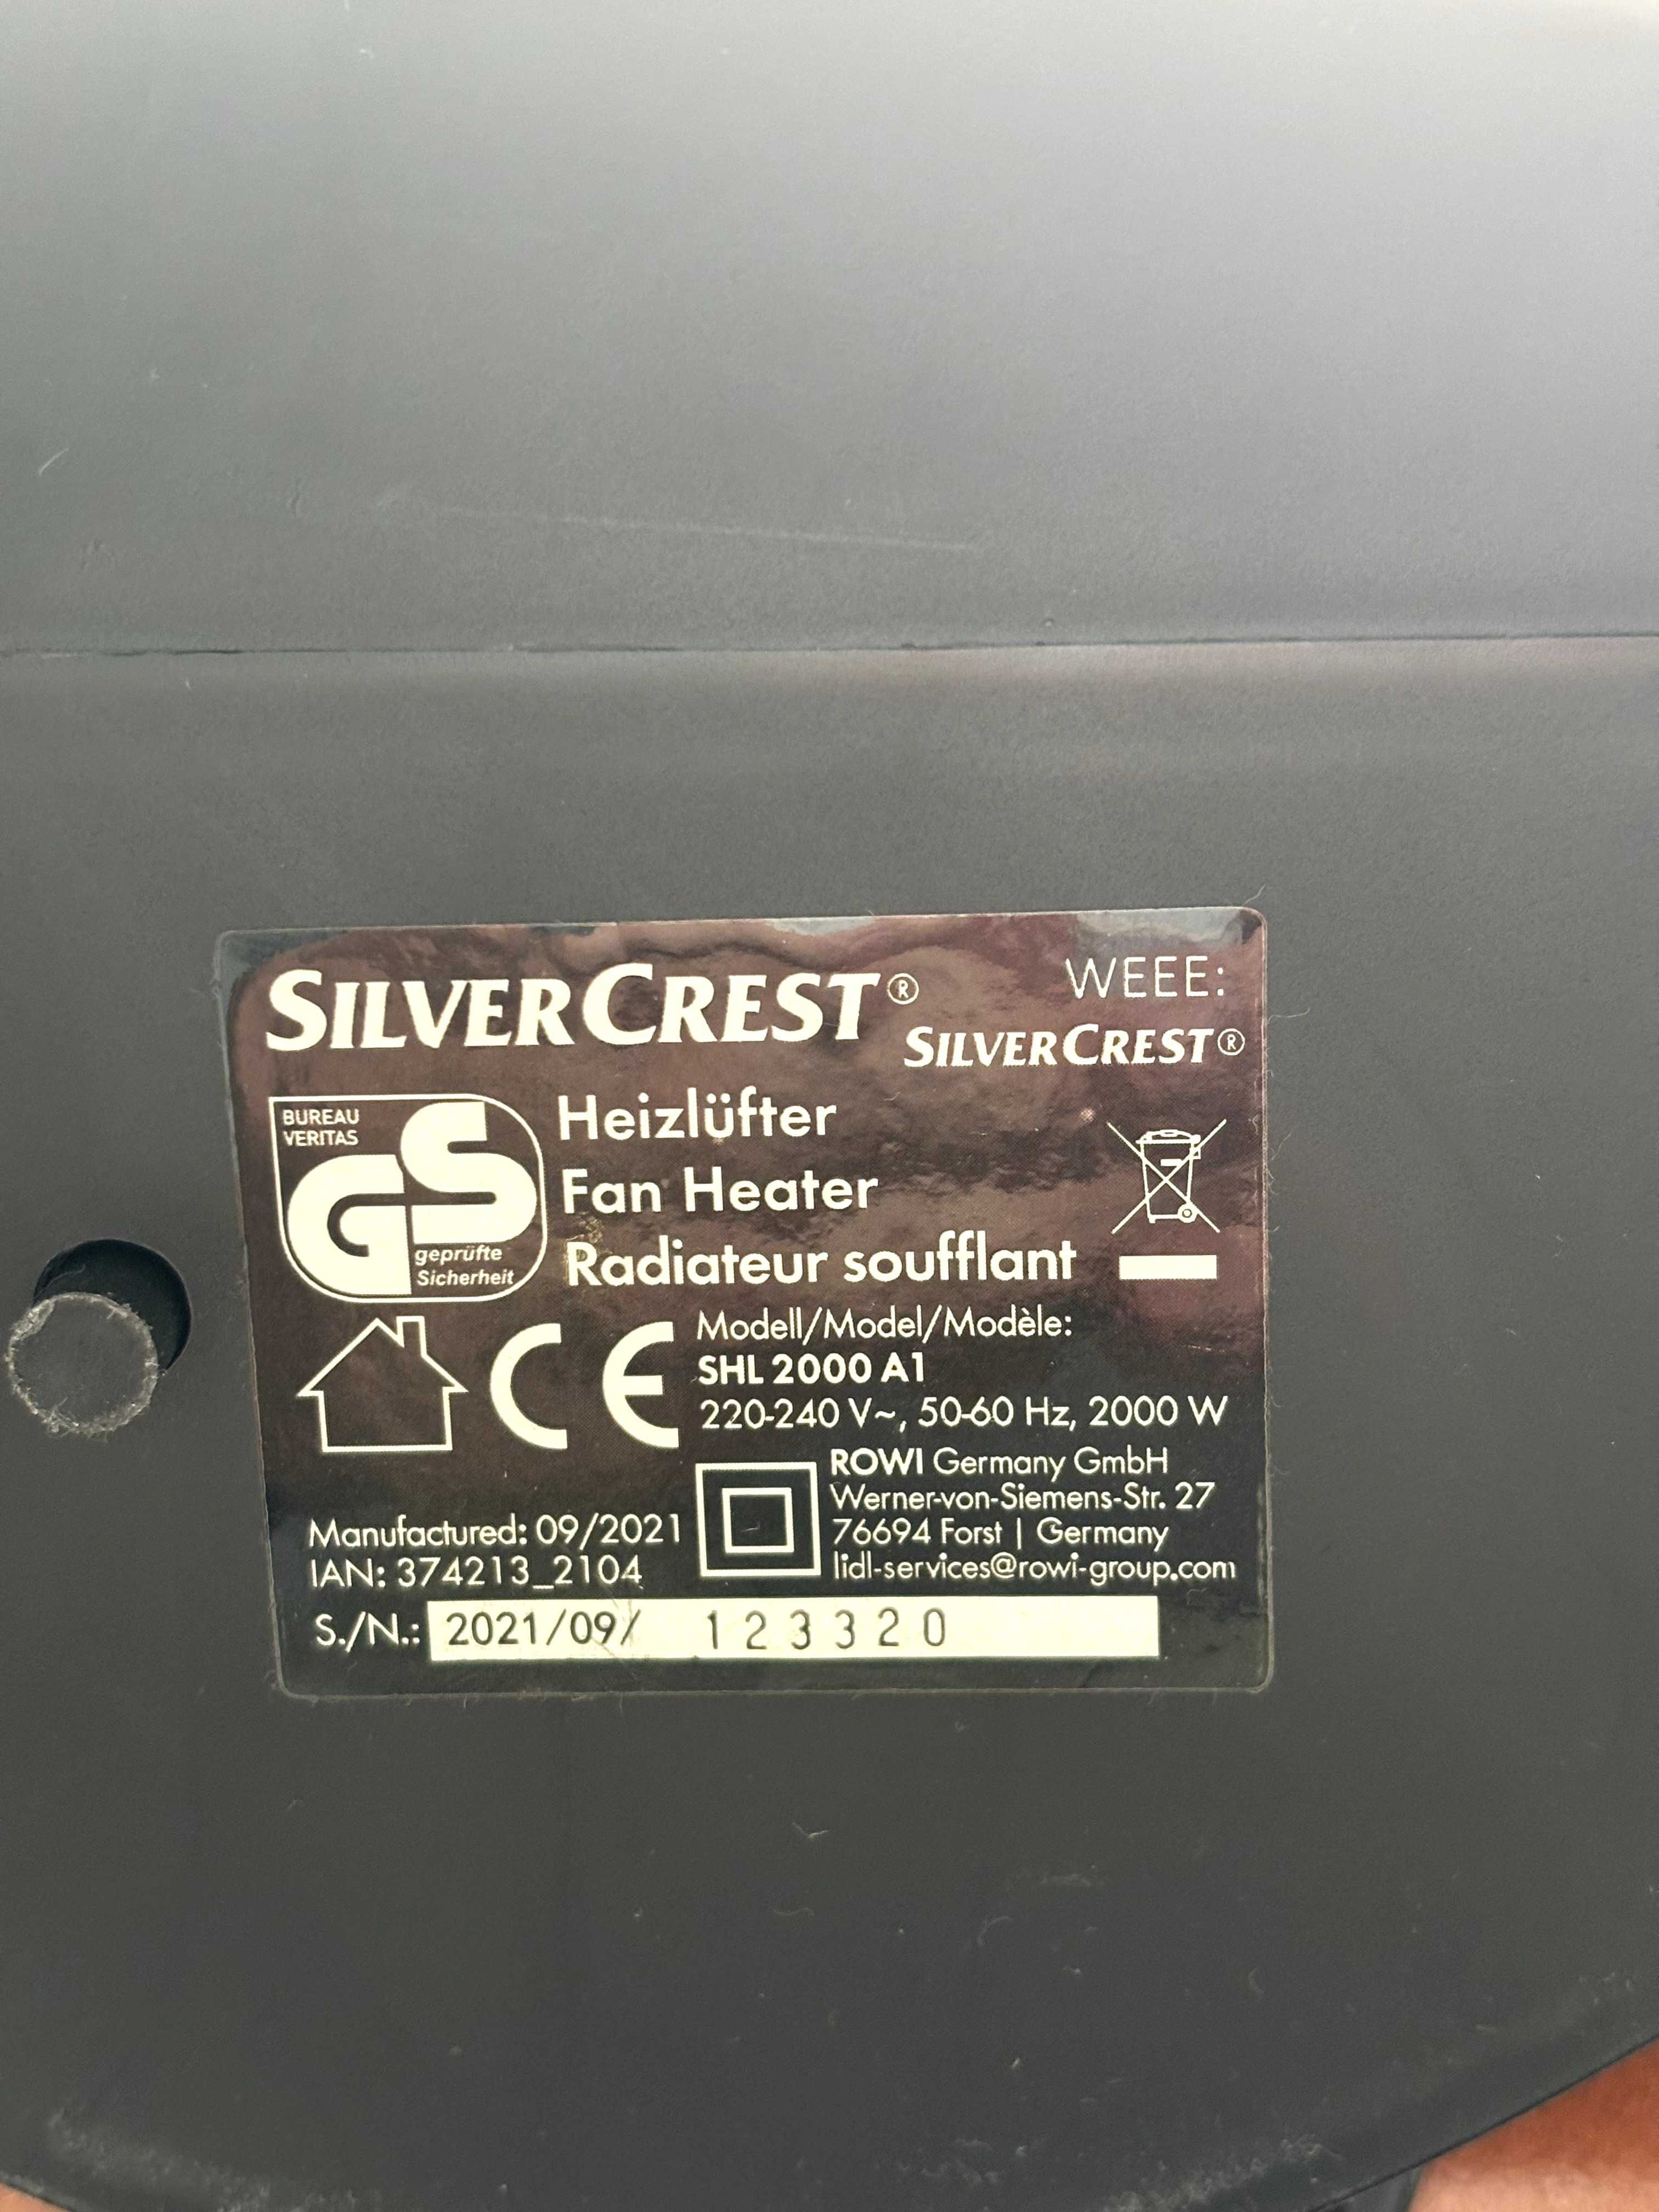 SILVERCREST®
WEEE:
SILVERCREST®
BUREAU
VERITAS
GS
geprüfte
Sicherheit
Heizlüfter
Fan Heater
Radiateur soufflant
CE
Modell/Model/Modèle:
SHL 2000 A1
220-240 V~, 50-60 Hz, 2000 W
ROWI Germany GmbH
Werner-von-Siemens-Str. 27
76694 Forst | Germany
lidl-services@rowi-group.com
Manufactured: 09/2021
IAN: 374213_2104
S./N.: 2021/09/ 123320